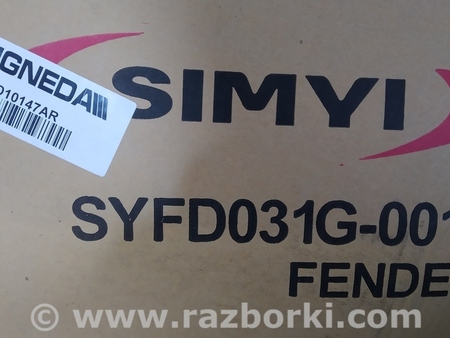 IGNEDA
D10147AR
SIMYI
SYFD031G-001
FENDE
© www.razborki.com